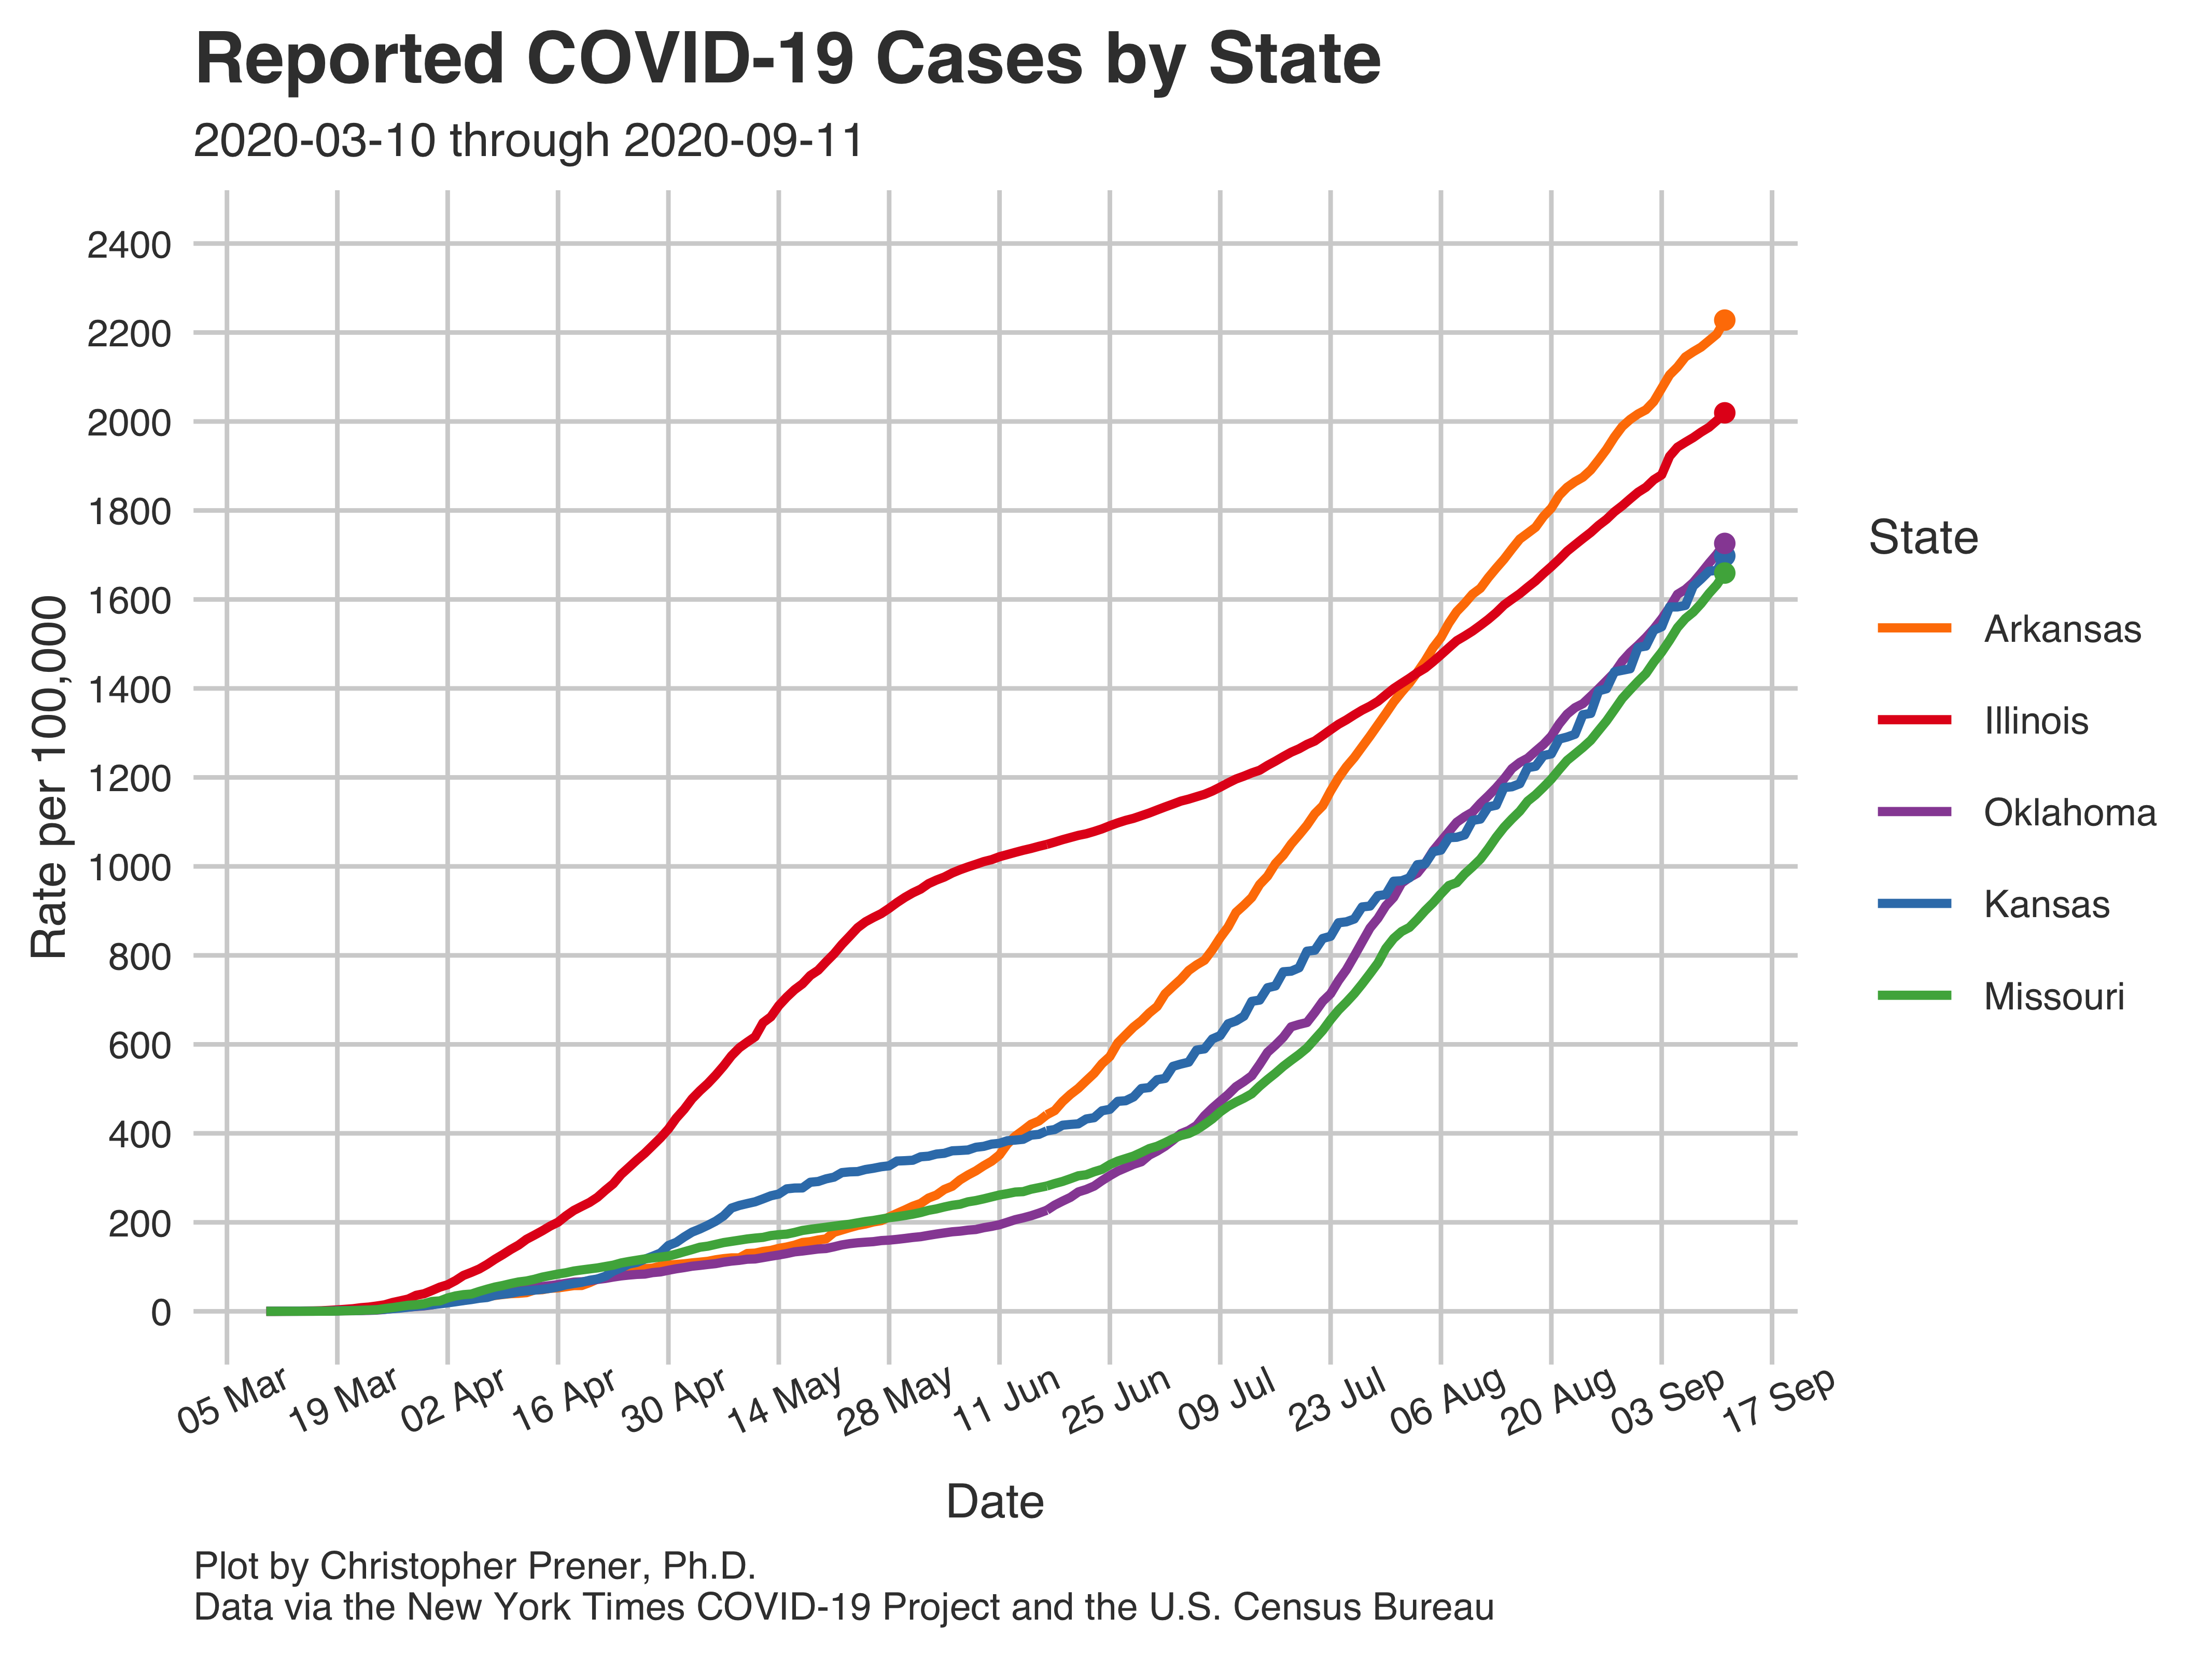 Reported COVID-19 Cases by State
2020-03-10 through 2020-09-11
2400
2200
2000
1800
1600
1400
1200
1000
800
600
400
200
0
Rate per 100,000
05 Mar
19 Mar
02 Apr
16 Apr
30 Apr
14 May
28 May
11 Jun
25 Jun
09 Jul
23 Jul
06 Aug
20 Aug
03 Sep
17 Sep
Date
State
Arkansas
Illinois
Oklahoma
Kansas
Missouri
Plot by Christopher Prener, Ph.D.
Data via the New York Times COVID-19 Project and the U.S. Census Bureau